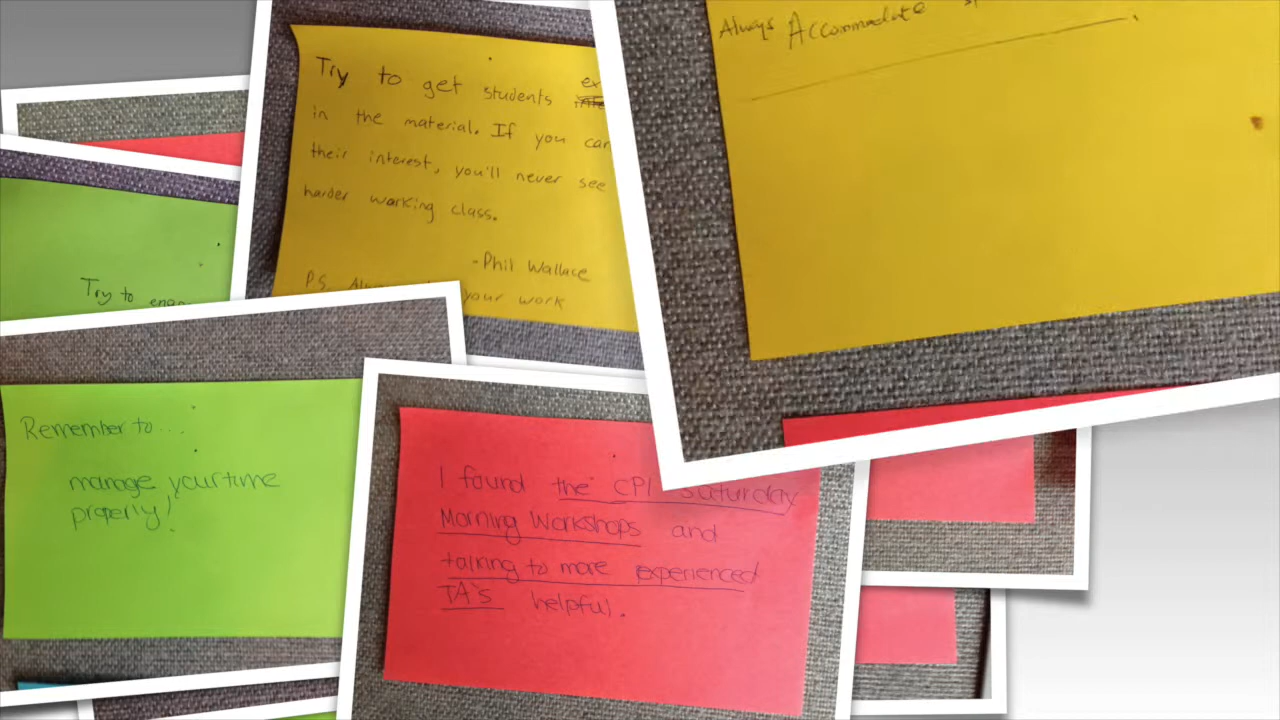 Always Accommodate
Try to get students
in the material. If you can
their interest, you'll never see
harder working class.
-Phil Wallace
P.S. your work
Try to
Remember to...
manage your time
properly!
I found the CPI Saturday
Morning Workshops and
talking to more experienced
TA's helpful.